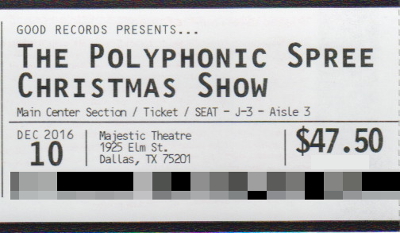 GOOD RECORDS PRESENTS...
THE POLYPHONIC SPREE
CHRISTMAS SHOW
Main Center Section / Ticket / SEAT - J-3 - Aisle 3
DEC 2016
10
Majestic Theatre
1925 Elm St.
Dallas, TX 75201
$47.50